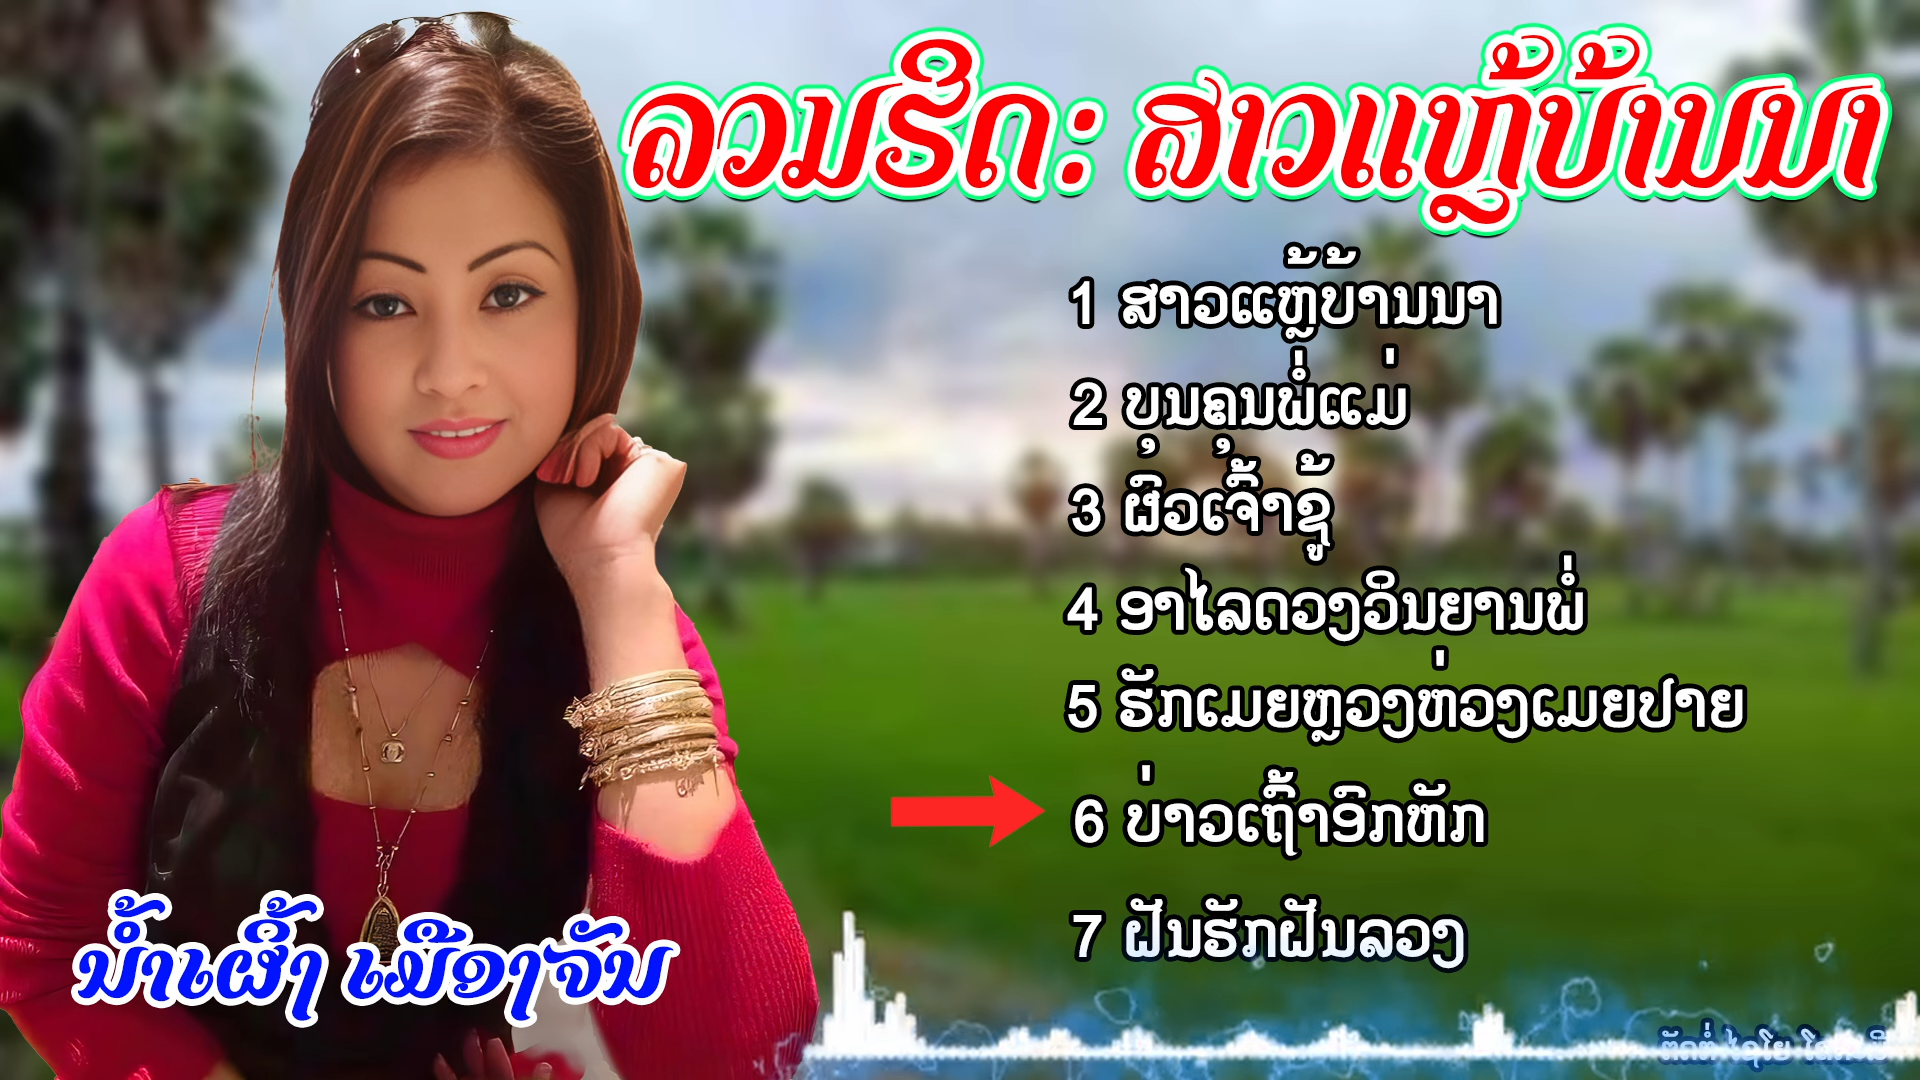 ລວມຮິດ: ສາວແຫຼ້ບ້ານນາ
1 ສາວແຫຼ້ບ້ານນາ
2 ບຸນຄຸນພໍ່ແມ່
3 ຜົວເຈົ້າຊູ້
4 ອາໄລດວງວິນຍານພໍ່
5 ຮັກເມຍຫຼວງຫ່ວງເມຍປາຍ
6 ບ່າວເຖົ້າອົກຫັກ
7 ຝັນຮັກຝັນລວງ
ນ້ຳເຜິ້ງ ເມືອງຈັນ